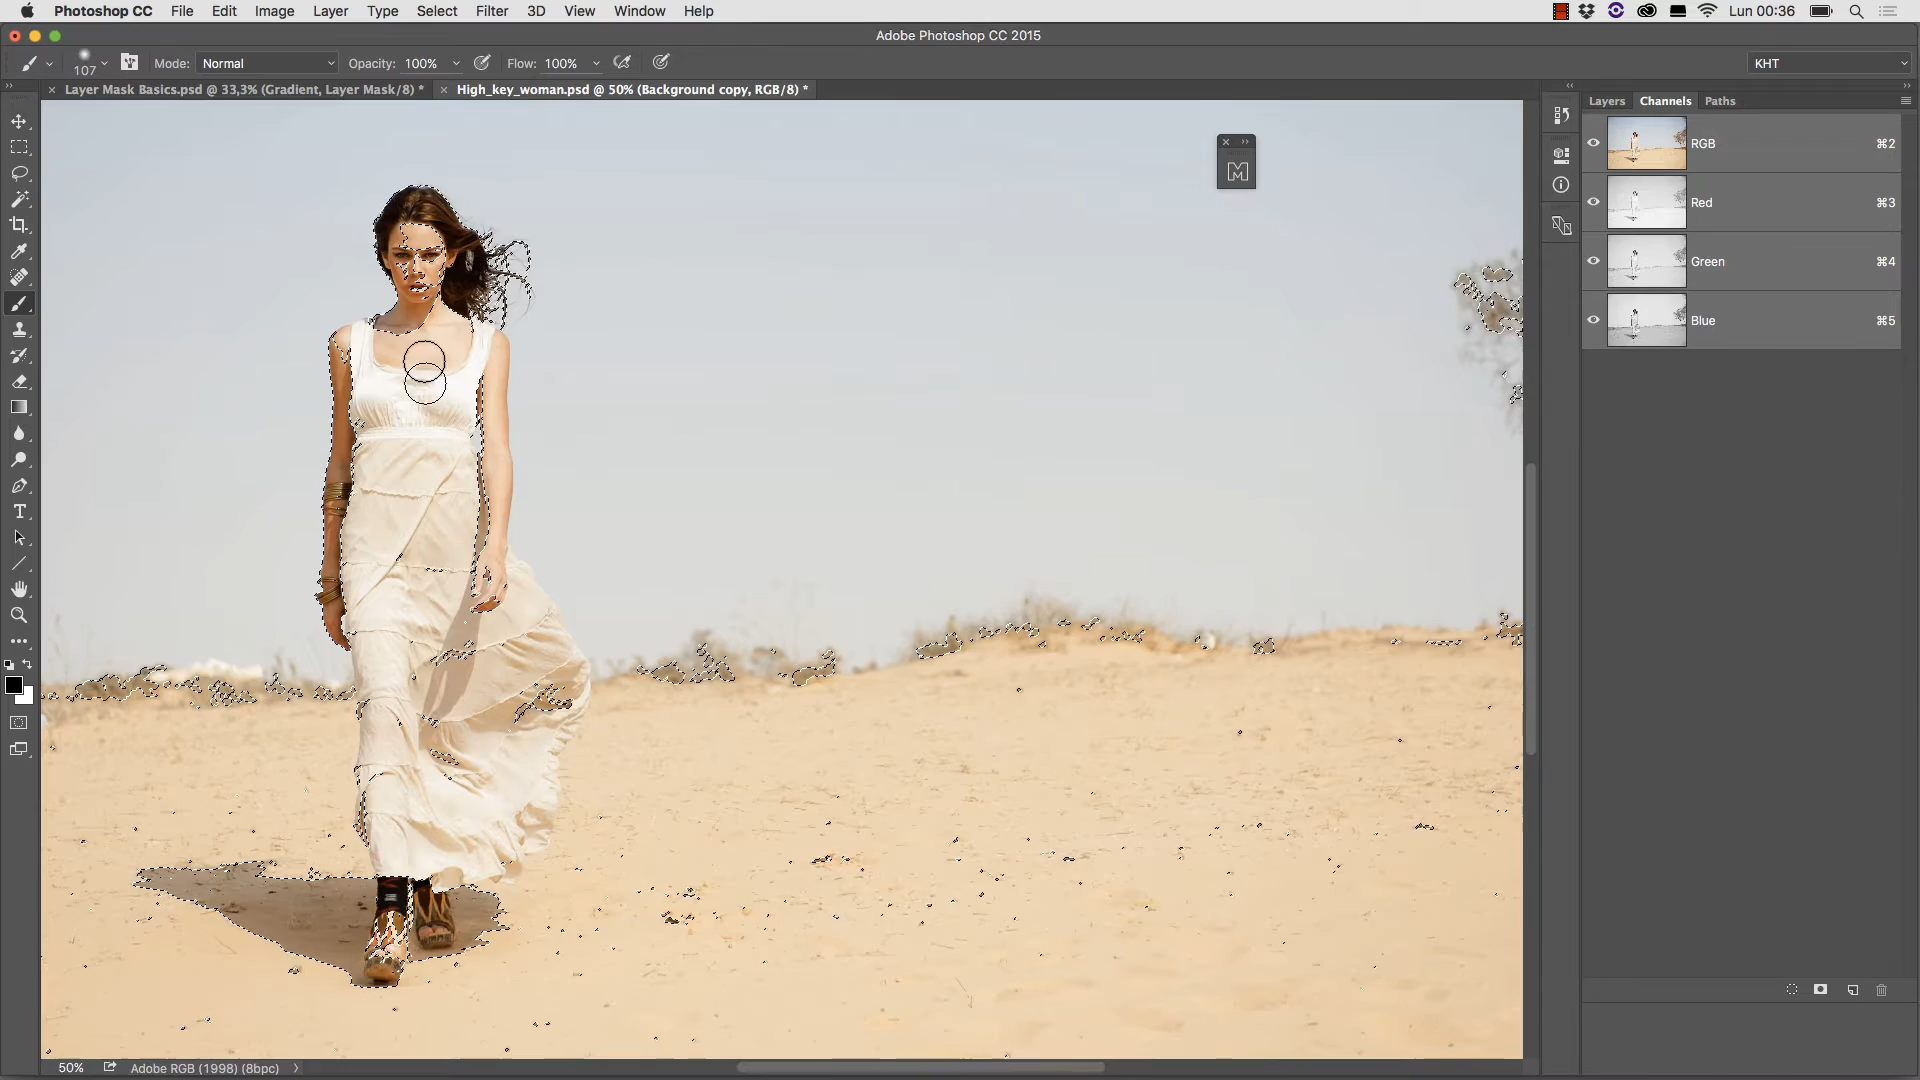 Photoshop CC File Edit Image Layer Type Select Filter 3D View Window Help Lun 00:36
Adobe Photoshop CC 2015
107 Mode: Normal Opacity: 100% Flow: 100% KHT
Layer Mask Basics.psd @ 33,3% (Gradient, Layer Mask/8) * High_key_woman.psd @ 50% (Background copy, RGB/8) *
Layers Channels Paths
RGB ⌘2
Red ⌘3
Green ⌘4
Blue ⌘5
50% Adobe RGB (1998) (8bpc)